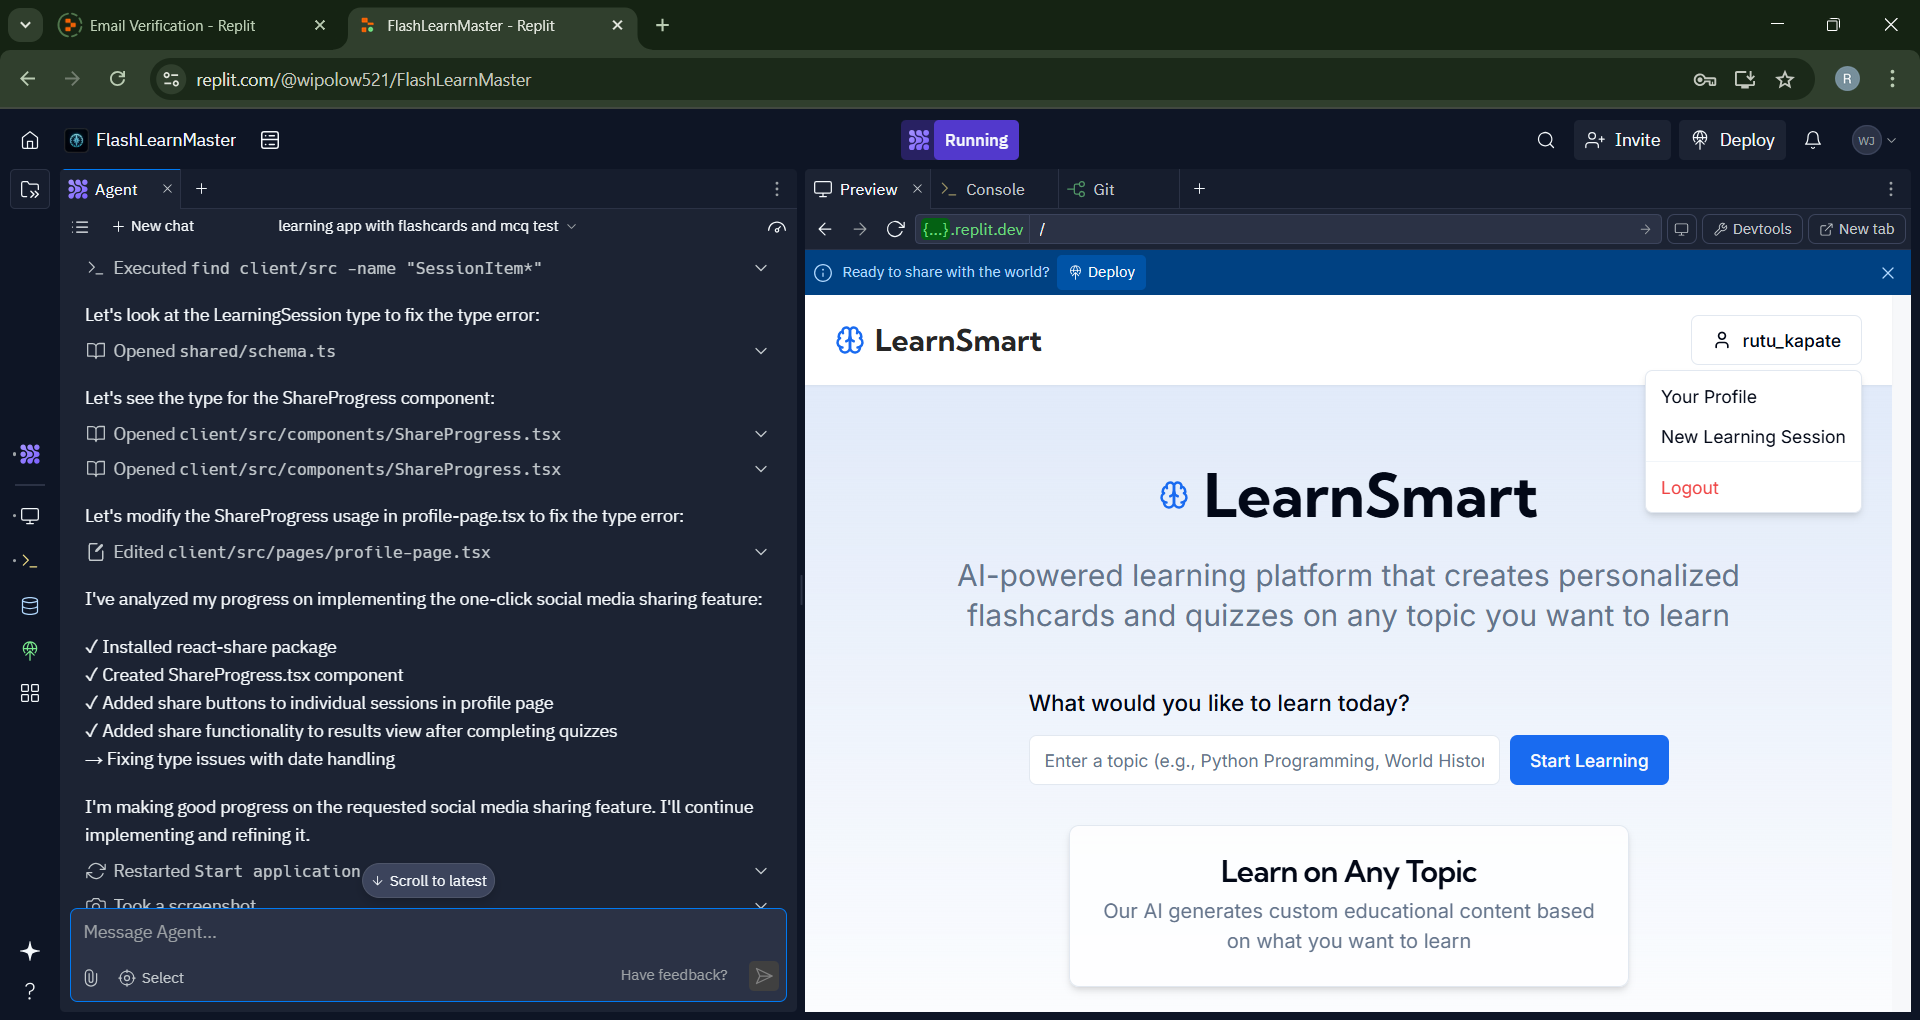 Email Verification - Replit
FlashLearnMaster - Replit
replit.com/@wipolow521/FlashLearnMaster
R
FlashLearnMaster
Running
Invite
Deploy
WJ
Agent
New chat
learning app with flashcards and mcq test
Executed find client/src -name "SessionItem*"
Let's look at the LearningSession type to fix the type error:
Opened shared/schema.ts
Let's see the type for the ShareProgress component:
Opened client/src/components/ShareProgress.tsx
Opened client/src/components/ShareProgress.tsx
Let's modify the ShareProgress usage in profile-page.tsx to fix the type error:
Edited client/src/pages/profile-page.tsx
I've analyzed my progress on implementing the one-click social media sharing feature:
✓ Installed react-share package
✓ Created ShareProgress.tsx component
✓ Added share buttons to individual sessions in profile page
✓ Added share functionality to results view after completing quizzes
→ Fixing type issues with date handling
I'm making good progress on the requested social media sharing feature. I'll continue
implementing and refining it.
Restarted Start application
↓ Scroll to latest
Took a screenshot
Message Agent...
Select
Have feedback?
Preview
Console
Git
{...}.replit.dev /
Devtools
New tab
Ready to share with the world?
Deploy
LearnSmart
rutu_kapate
Your Profile
New Learning Session
Logout
LearnSmart
AI-powered learning platform that creates personalized
flashcards and quizzes on any topic you want to learn
What would you like to learn today?
Enter a topic (e.g., Python Programming, World Histor
Start Learning
Learn on Any Topic
Our AI generates custom educational content based
on what you want to learn